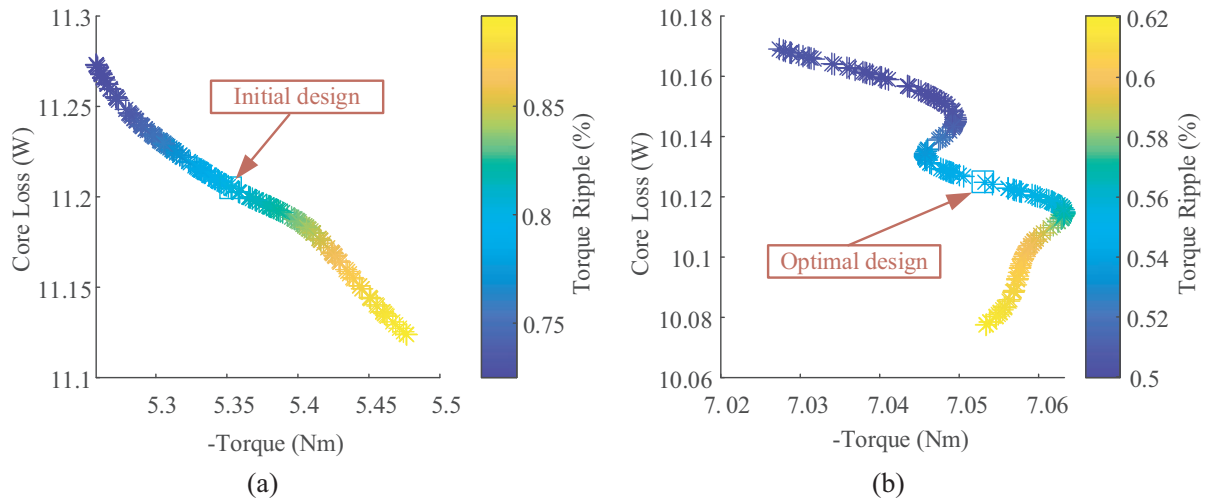 11.3
11.25
11.2
11.15
11.1
Core Loss (W)
5.3 5.35 5.4 5.45 5.5
-Torque (Nm)
Initial design
0.85
0.8
0.75
Torque Ripple (%)
(a)
10.18
10.16
10.14
10.12
10.1
10.08
10.06
Core Loss (W)
7. 02 7.03 7.04 7.05 7.06
-Torque (Nm)
Optimal design
0.62
0.6
0.58
0.56
0.54
0.52
0.5
Torque Ripple (%)
(b)